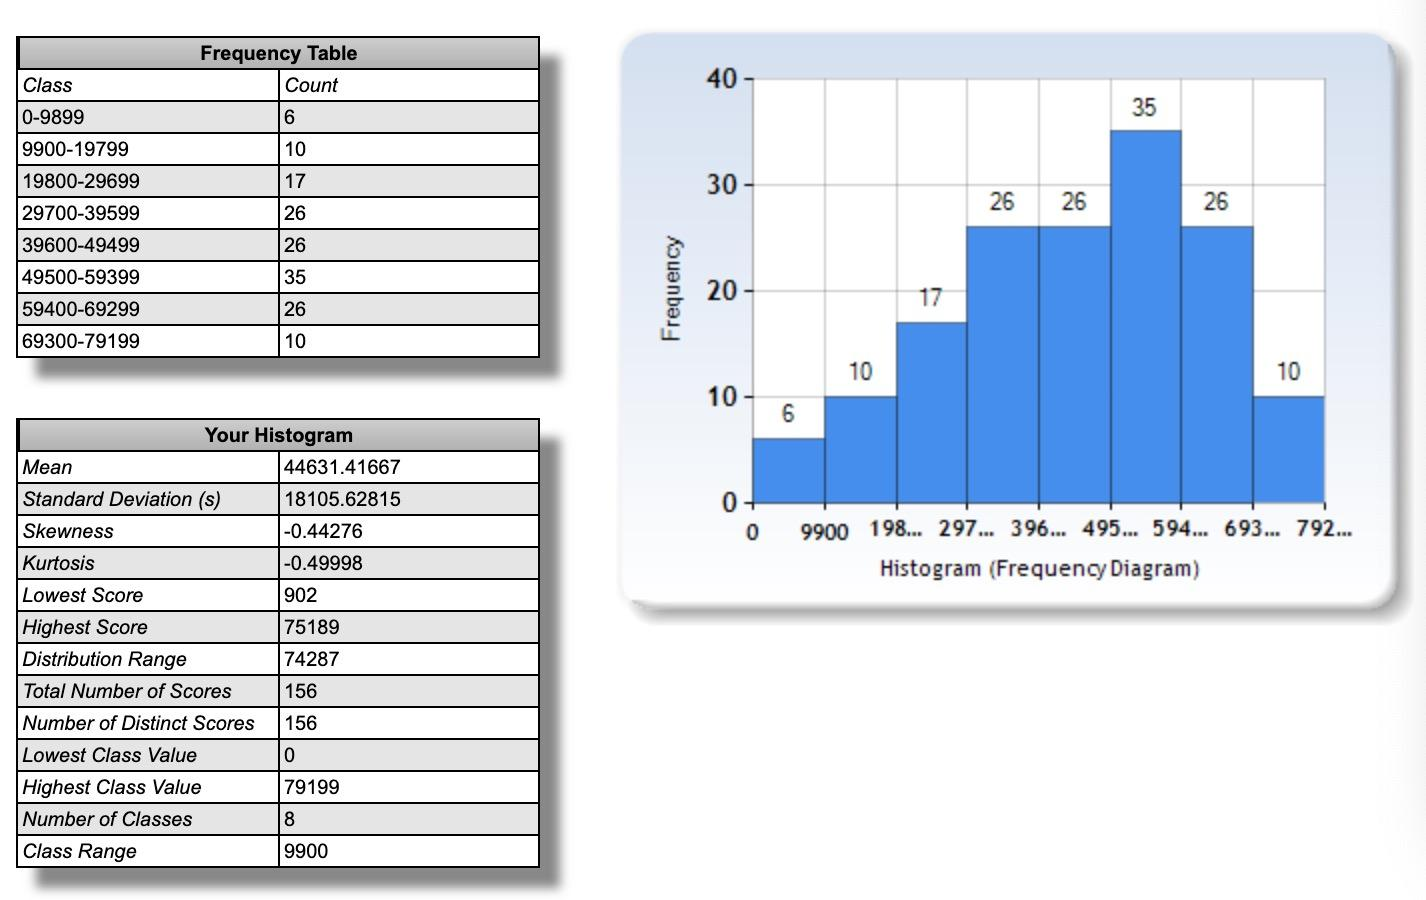 Frequency Table
Class Count
0-9899 6
9900-19799 10
19800-29699 17
29700-39599 26
39600-49499 26
49500-59399 35
59400-69299 26
69300-79199 10
Your Histogram
Mean 44631.41667
Standard Deviation (s) 18105.62815
Skewness -0.44276
Kurtosis -0.49998
Lowest Score 902
Highest Score 75189
Distribution Range 74287
Total Number of Scores 156
Number of Distinct Scores 156
Lowest Class Value 0
Highest Class Value 79199
Number of Classes 8
Class Range 9900
Frequency
40
30
20
10
0
6 10 17 26 26 35 26 10
0 9900 198... 297... 396... 495... 594... 693... 792...
Histogram (Frequency Diagram)